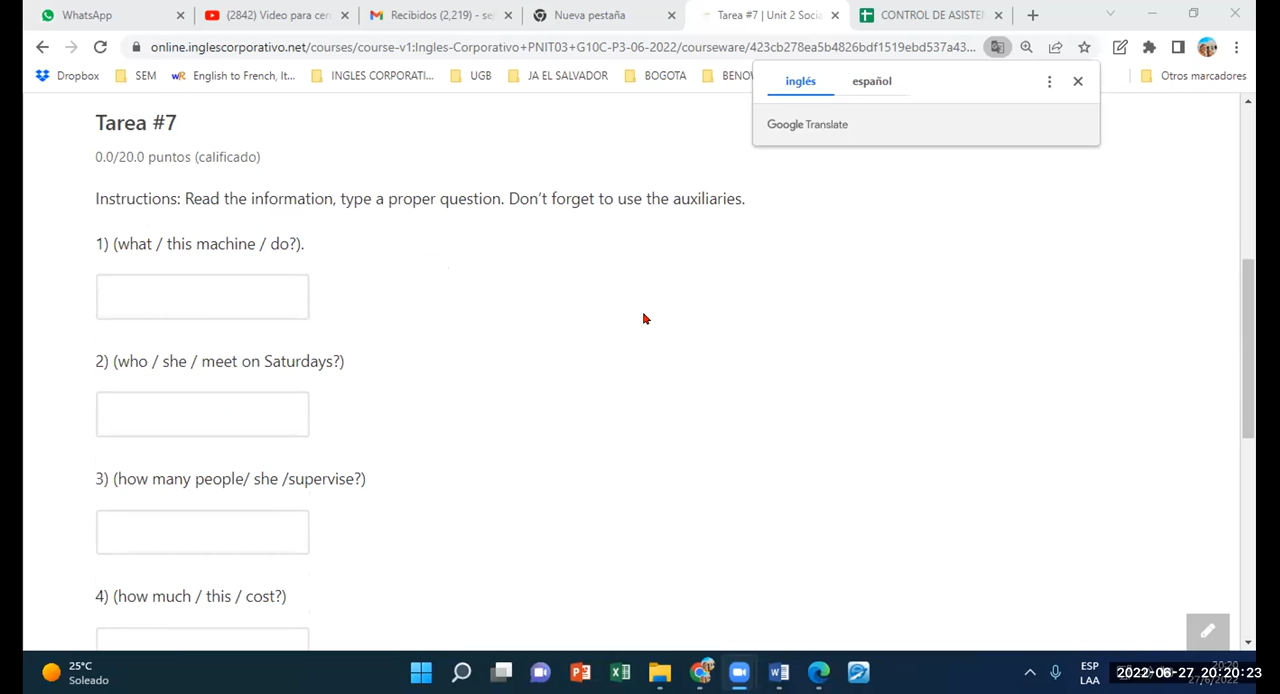 WhatsApp
(2842) Video para cen
Recibidos (2,219) - se
Nueva pestaña
Tarea #7 | Unit 2 Socia
CONTROL DE ASISTEN
online.inglescorporativo.net/courses/course-v1:Ingles-Corporativo+PNIT03+G10C-P3-06-2022/courseware/423cb278ea5b4826bdf1519ebd537a43...
Dropbox
SEM
English to French, It...
INGLES CORPORATI...
UGB
JA EL SALVADOR
BOGOTA
BENOV
Otros marcadores
inglés
español
Google Translate
Tarea #7
0.0/20.0 puntos (calificado)
Instructions: Read the information, type a proper question. Don't forget to use the auxiliaries.
1) (what / this machine / do?).
2) (who / she / meet on Saturdays?)
3) (how many people/ she /supervise?)
4) (how much / this / cost?)
25°C
Soleado
ESP
LAA
2022-06-27 20:20:23